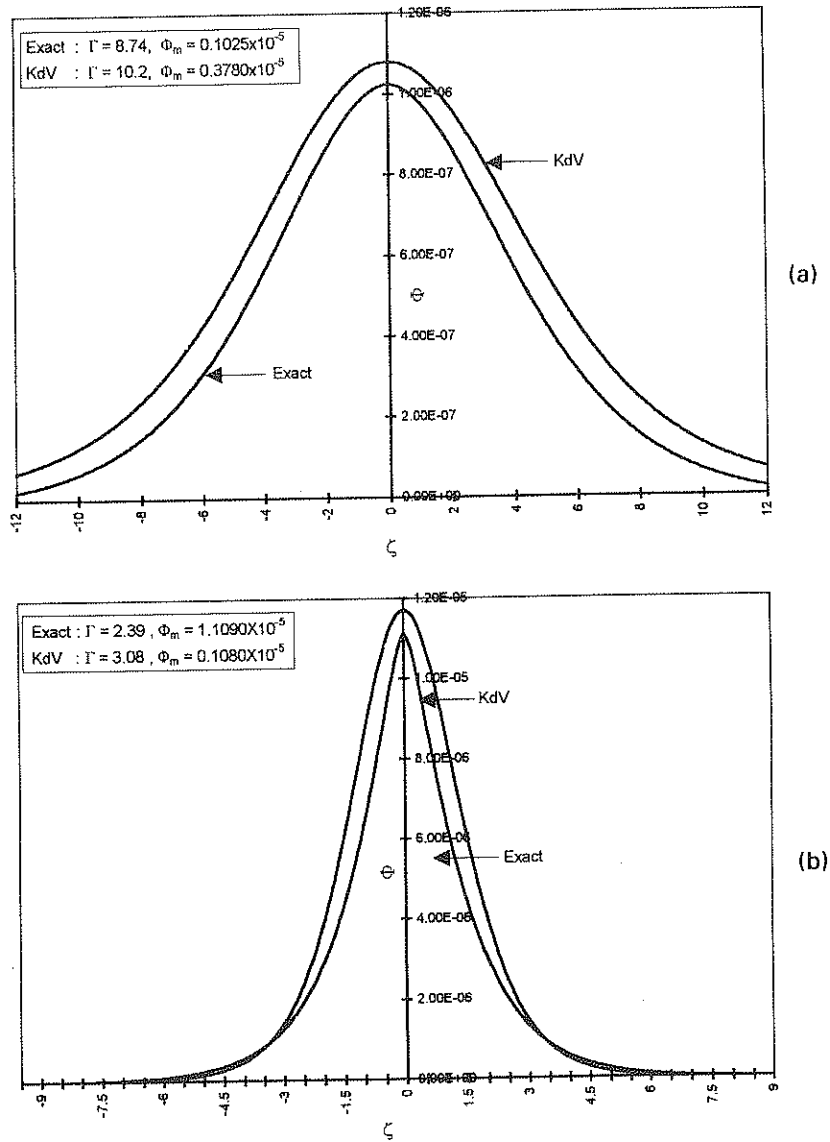 1.20E-06
Exact : Γ = 8.74, Φm = 0.1025x10-5
KdV : Γ = 10.2, Φm = 0.3780x10-5
1.00E-06
KdV
8.00E-07
6.00E-07
(a)
Φ
4.00E-07
Exact
2.00E-07
-12
-10
-8
-6
-4
-2
0
2
4
6
8
10
12
ζ
1.20E-05
Exact : Γ = 2.39 , Φm = 1.1090X10-5
KdV : Γ = 3.08 , Φm = 0.1080X10-5
1.00E-05
KdV
8.00E-06
6.00E-06
Exact
(b)
Φ
4.00E-06
2.00E-06
-9
-7.5
-6
-4.5
-3
-1.5
0
1.5
3
4.5
6
7.5
9
ζ